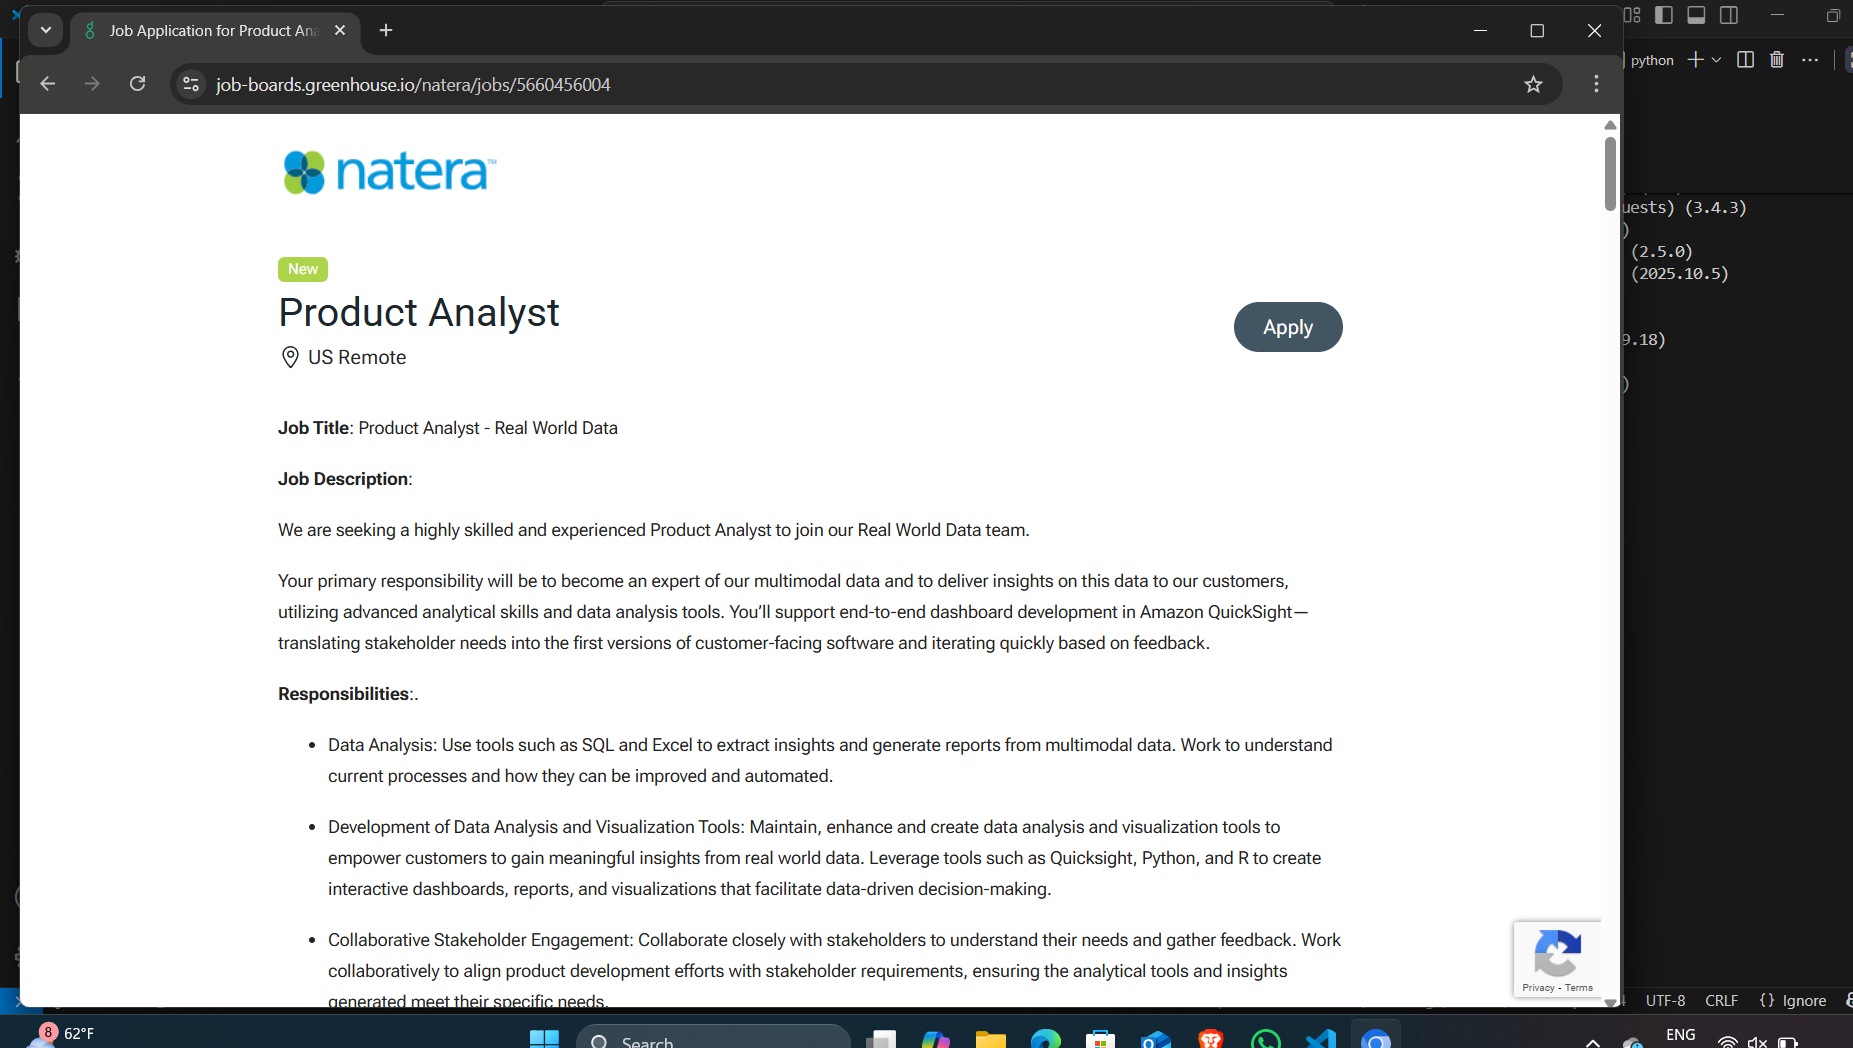 Job Application for Product Ana
job-boards.greenhouse.io/natera/jobs/5660456004
python
natera™
uests) (3.4.3)
)
(2.5.0)
(2025.10.5)
9.18)
)
New
Product Analyst
Apply
US Remote
Job Title: Product Analyst - Real World Data
Job Description:
We are seeking a highly skilled and experienced Product Analyst to join our Real World Data team.
Your primary responsibility will be to become an expert of our multimodal data and to deliver insights on this data to our customers,
utilizing advanced analytical skills and data analysis tools. You’ll support end-to-end dashboard development in Amazon QuickSight—
translating stakeholder needs into the first versions of customer-facing software and iterating quickly based on feedback.
Responsibilities:.
• Data Analysis: Use tools such as SQL and Excel to extract insights and generate reports from multimodal data. Work to understand
current processes and how they can be improved and automated.
• Development of Data Analysis and Visualization Tools: Maintain, enhance and create data analysis and visualization tools to
empower customers to gain meaningful insights from real world data. Leverage tools such as Quicksight, Python, and R to create
interactive dashboards, reports, and visualizations that facilitate data-driven decision-making.
• Collaborative Stakeholder Engagement: Collaborate closely with stakeholders to understand their needs and gather feedback. Work
collaboratively to align product development efforts with stakeholder requirements, ensuring the analytical tools and insights
generated meet their specific needs.
Privacy - Terms
UTF-8 CRLF {} Ignore
8 62°F
Search
ENG